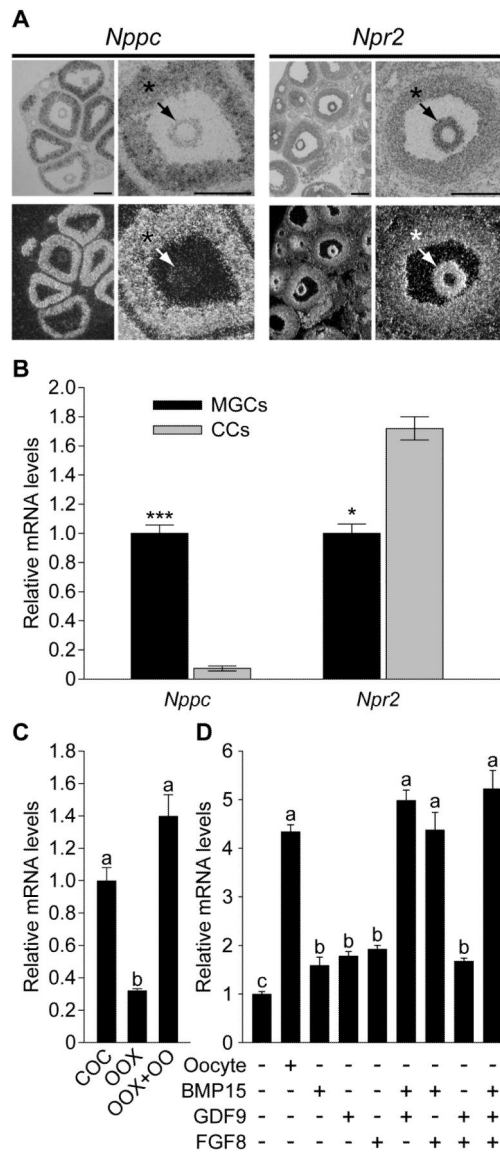 A
Nppc
Npr2
*
*
*
*
B
Relative mRNA levels
2.0
1.8
1.6
1.4
1.2
1.0
0.8
0.6
0.4
0.2
0
MGCs
CCs
***
*
Nppc
Npr2
C
Relative mRNA levels
1.8
1.6
1.4
1.2
1.0
0.8
0.6
0.4
0.2
0
a
b
a
COC
OOX
OOX+OO
D
Relative mRNA levels
6
5
4
3
2
1
0
c
a
b
b
b
a
a
b
a
Oocyte - + - - - - - - -
BMP15 - - + - - + + - +
GDF9 - - - + - + - + +
FGF8 - - - - + - + + +